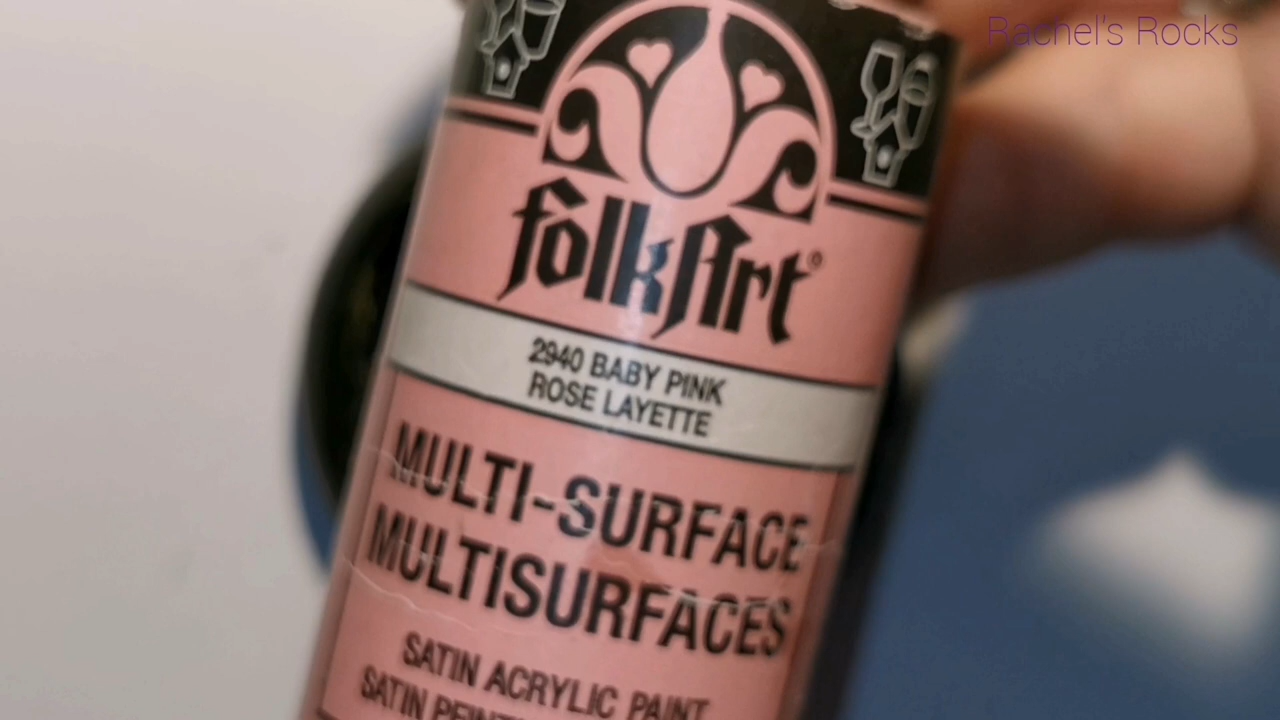 Rachel's Rocks
folkArt®
2940 BABY PINK
ROSE LAYETTE
MULTI-SURFACE
MULTISURFACES
SATIN ACRYLIC PAINT
SATIN